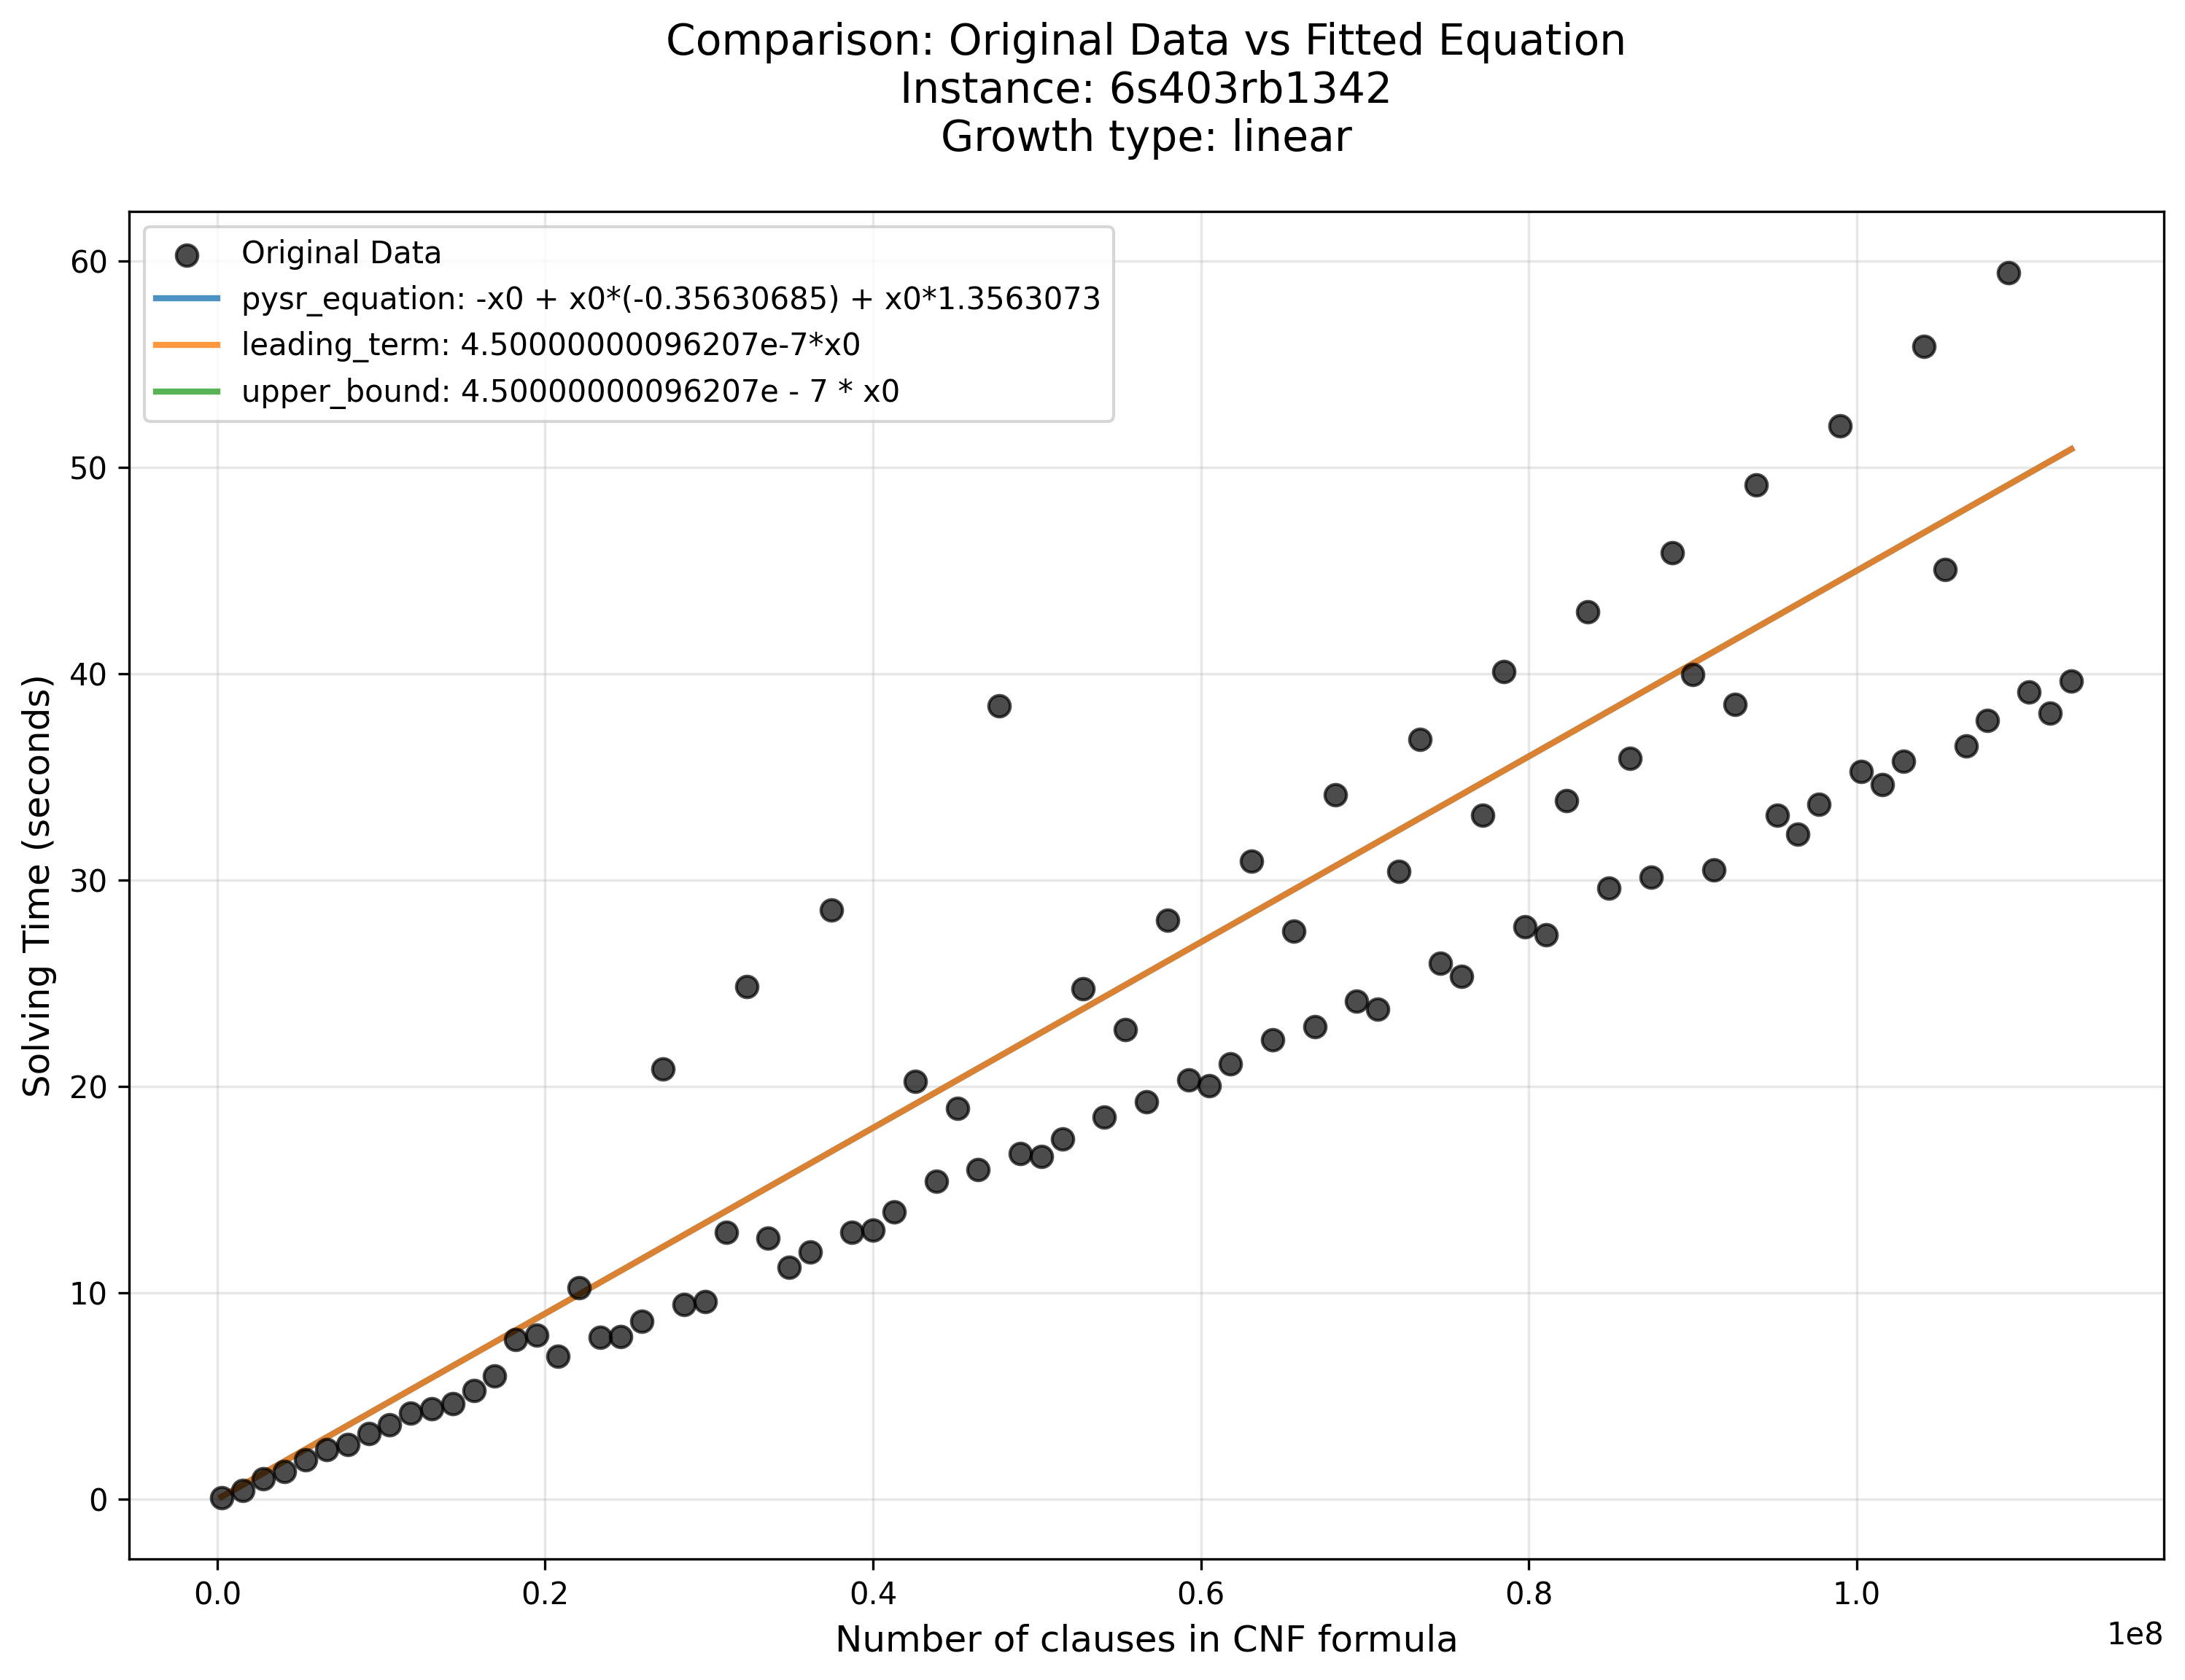 Comparison: Original Data vs Fitted Equation
Instance: 6s403rb1342
Growth type: linear
Original Data
pysr_equation: -x0 + x0*(-0.35630685) + x0*1.3563073
leading_term: 4.50000000096207e-7*x0
upper_bound: 4.50000000096207e - 7 * x0
60
50
40
30
20
10
0
Solving Time (seconds)
0.0 0.2 0.4 0.6 0.8 1.0
1e8
Number of clauses in CNF formula